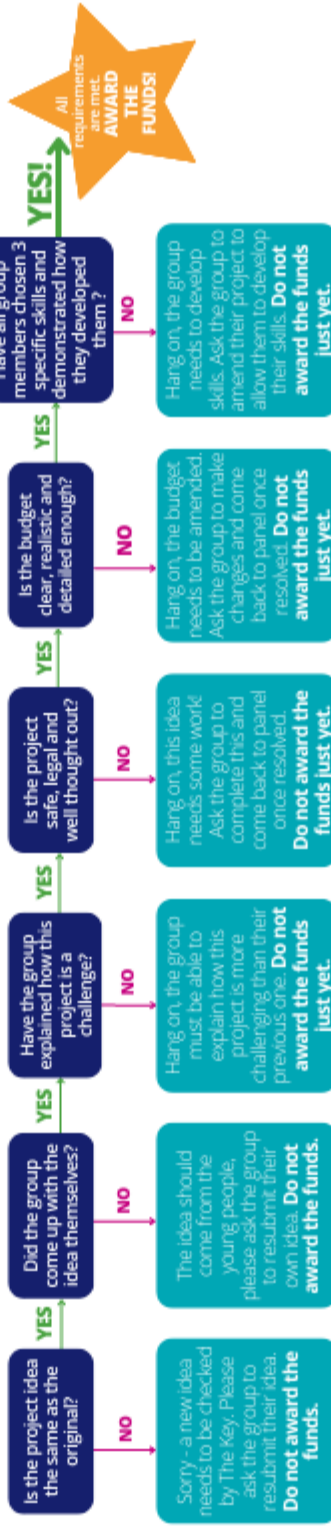 Is the project idea
the same as the
original?
YES
NO
Sorry - a new idea
needs to be checked
by The Key. Please
ask the group to
resubmit their idea.
Do not award the
funds.
Did the group
come up with the
idea themselves?
YES
NO
The idea should
come from the
young people,
please ask the group
to resubmit their
own idea. Do not
award the funds.
Have the group
explained how this
project is a
challenge?
YES
NO
Hang on, the group
must be able to
explain how this
project is more
challenging than their
previous one. Do not
award the funds
just yet.
Is the project
safe, legal and
well thought out?
YES
NO
Hang on, this idea
needs some work!
Ask the group to
complete this and
come back to panel
once resolved.
Do not award the
funds just yet.
Is the budget
clear, realistic and
detailed enough?
YES
NO
Hang on, the budget
needs to be amended.
Ask the group to make
changes and come
back to panel once
resolved. Do not
award the funds
just yet.
Have all group
members chosen 3
specific skills and
demonstrated how
they developed
them ?
YES!
NO
Hang on, the group
needs to develop
skills. Ask the group to
amend their project to
allow them to develop
their skills. Do not
award the funds
just yet.
All
requirements
are met.
AWARD
THE
FUNDS!